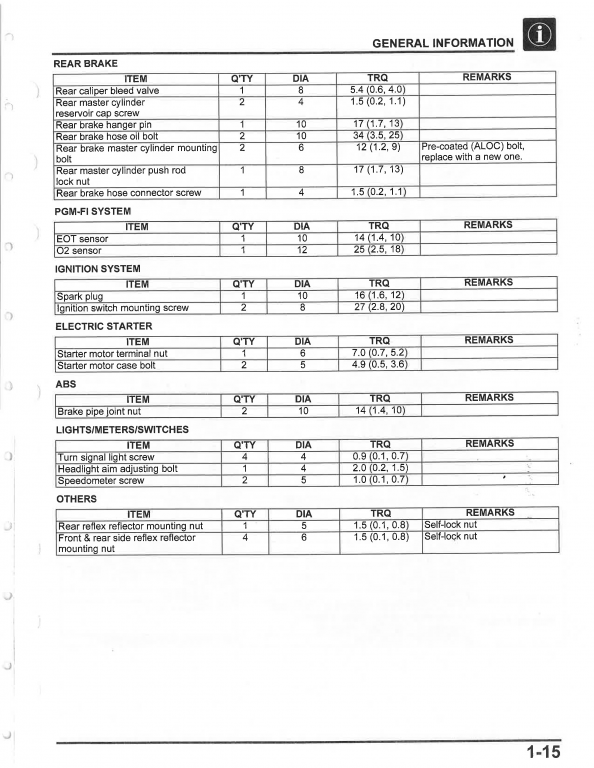 GENERAL INFORMATION
REAR BRAKE
ITEM Q'TY DIA TRQ REMARKS
Rear caliper bleed valve 1 8 5.4 (0.6, 4.0)
Rear master cylinder 2 4 1.5 (0.2, 1.1)
reservoir cap screw
Rear brake hanger pin 1 10 17 (1.7, 13)
Rear brake hose oil bolt 2 10 34 (3.5, 25)
Rear brake master cylinder mounting 2 6 12 (1.2, 9) Pre-coated (ALOC) bolt,
bolt replace with a new one.
Rear master cylinder push rod 1 8 17 (1.7, 13)
lock nut
Rear brake hose connector screw 1 4 1.5 (0.2, 1.1)
PGM-FI SYSTEM
ITEM Q'TY DIA TRQ REMARKS
EOT sensor 1 10 14 (1.4, 10)
O2 sensor 1 12 25 (2.5, 18)
IGNITION SYSTEM
ITEM Q'TY DIA TRQ REMARKS
Spark plug 1 10 16 (1.6, 12)
Ignition switch mounting screw 2 8 27 (2.8, 20)
ELECTRIC STARTER
ITEM Q'TY DIA TRQ REMARKS
Starter motor terminal nut 1 6 7.0 (0.7, 5.2)
Starter motor case bolt 2 5 4.9 (0.5, 3.6)
ABS
ITEM Q'TY DIA TRQ REMARKS
Brake pipe joint nut 2 10 14 (1.4, 10)
LIGHTS/METERS/SWITCHES
ITEM Q'TY DIA TRQ REMARKS
Turn signal light screw 4 4 0.9 (0.1, 0.7)
Headlight aim adjusting bolt 1 4 2.0 (0.2, 1.5)
Speedometer screw 2 5 1.0 (0.1, 0.7)
OTHERS
ITEM Q'TY DIA TRQ REMARKS
Rear reflex reflector mounting nut 1 5 1.5 (0.1, 0.8) Self-lock nut
Front & rear side reflex reflector 4 6 1.5 (0.1, 0.8) Self-lock nut
mounting nut
1-15